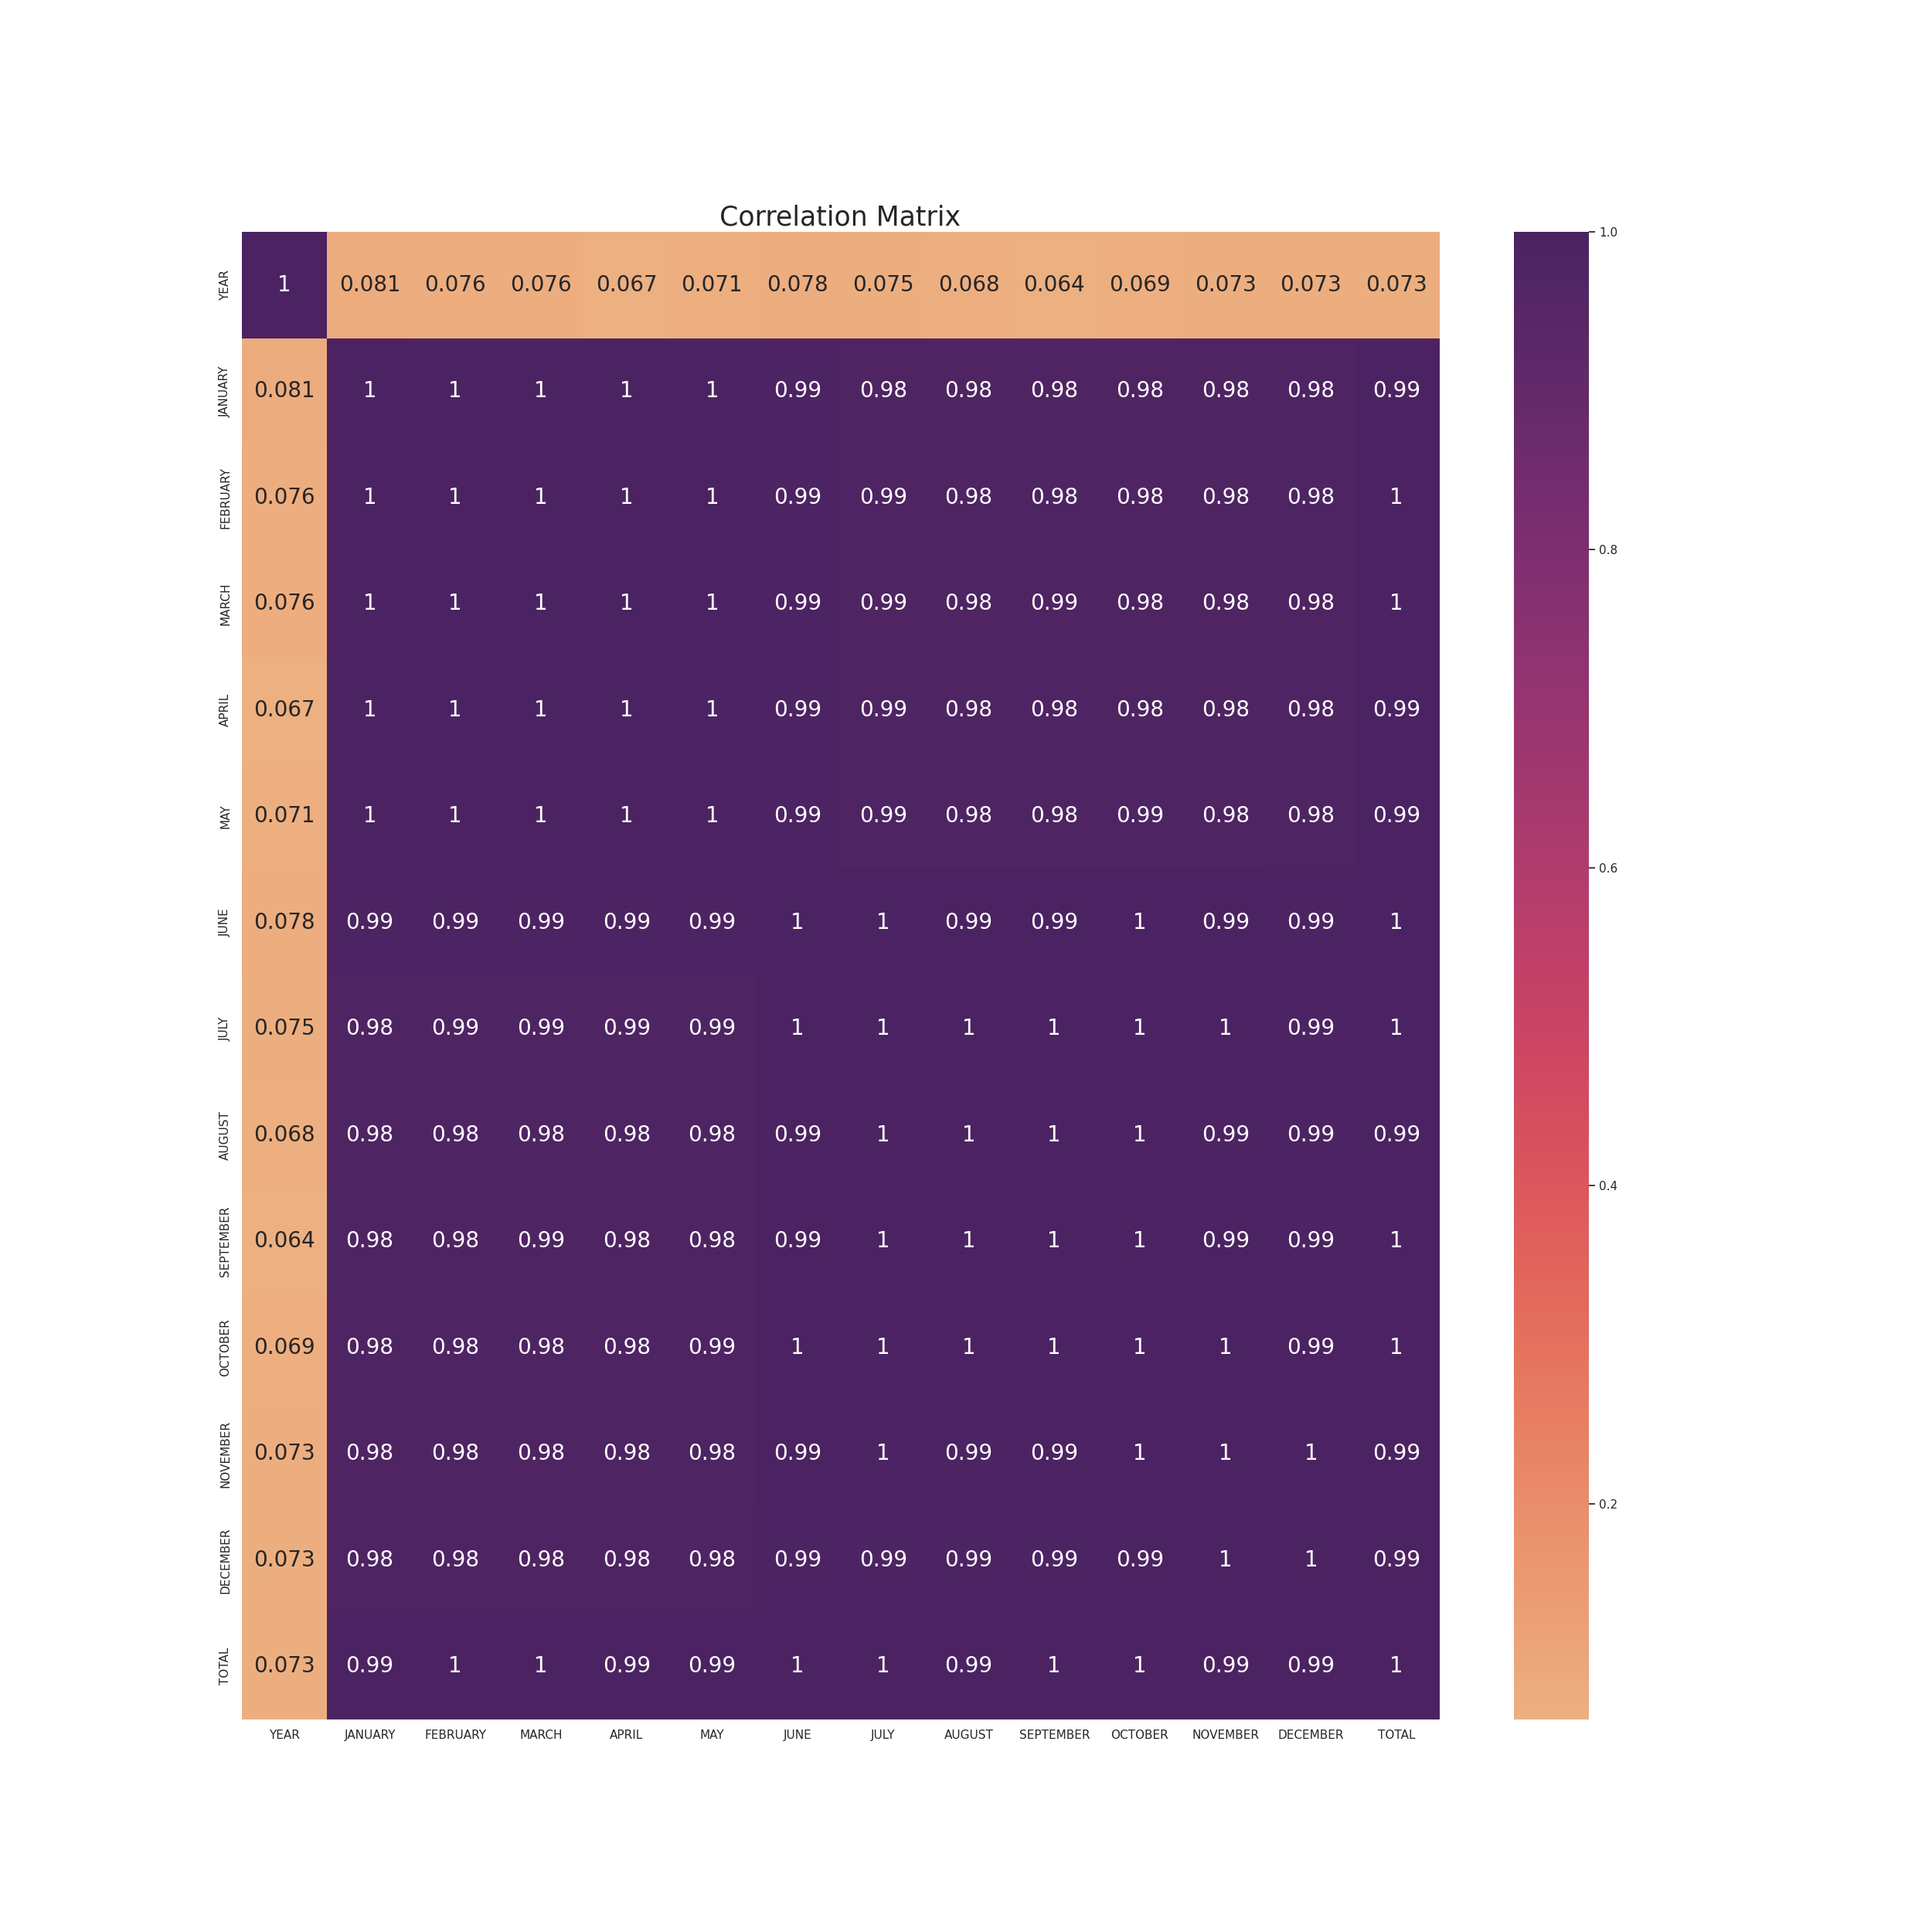 Correlation Matrix
YEAR 1 0.081 0.076 0.076 0.067 0.071 0.078 0.075 0.068 0.064 0.069 0.073 0.073 0.073
JANUARY 0.081 1 1 1 1 1 0.99 0.98 0.98 0.98 0.98 0.98 0.98 0.99
FEBRUARY 0.076 1 1 1 1 1 0.99 0.99 0.98 0.98 0.98 0.98 0.98 1
MARCH 0.076 1 1 1 1 1 0.99 0.99 0.98 0.99 0.98 0.98 0.98 1
APRIL 0.067 1 1 1 1 1 0.99 0.99 0.98 0.98 0.98 0.98 0.98 0.99
MAY 0.071 1 1 1 1 1 0.99 0.99 0.98 0.98 0.99 0.98 0.98 0.99
JUNE 0.078 0.99 0.99 0.99 0.99 0.99 1 1 0.99 0.99 1 0.99 0.99 1
JULY 0.075 0.98 0.99 0.99 0.99 0.99 1 1 1 1 1 1 0.99 1
AUGUST 0.068 0.98 0.98 0.98 0.98 0.98 0.99 1 1 1 1 0.99 0.99 0.99
SEPTEMBER 0.064 0.98 0.98 0.99 0.98 0.98 0.99 1 1 1 1 0.99 0.99 1
OCTOBER 0.069 0.98 0.98 0.98 0.98 0.99 1 1 1 1 1 1 0.99 1
NOVEMBER 0.073 0.98 0.98 0.98 0.98 0.98 0.99 1 0.99 0.99 1 1 1 0.99
DECEMBER 0.073 0.98 0.98 0.98 0.98 0.98 0.99 0.99 0.99 0.99 0.99 1 1 0.99
TOTAL 0.073 0.99 1 1 0.99 0.99 1 1 0.99 1 1 0.99 0.99 1
YEAR JANUARY FEBRUARY MARCH APRIL MAY JUNE JULY AUGUST SEPTEMBER OCTOBER NOVEMBER DECEMBER TOTAL
1.0
0.8
0.6
0.4
0.2